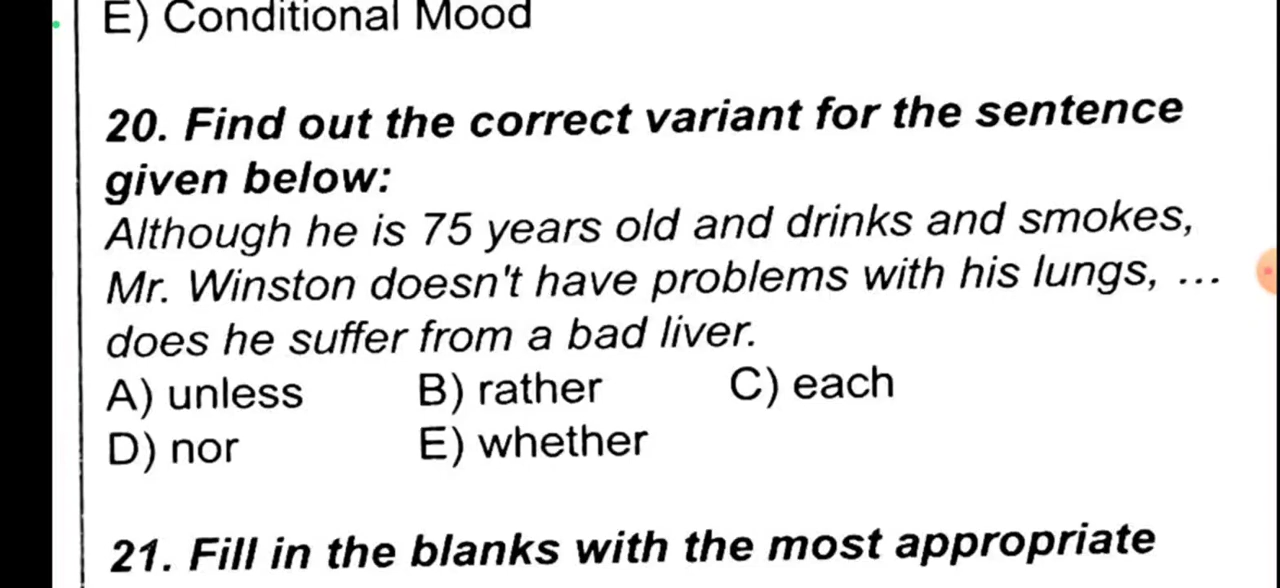 E) Conditional Mood
20. Find out the correct variant for the sentence
given below:
Although he is 75 years old and drinks and smokes,
Mr. Winston doesn't have problems with his lungs, ...
does he suffer from a bad liver.
A) unless B) rather C) each
D) nor E) whether
21. Fill in the blanks with the most appropriate